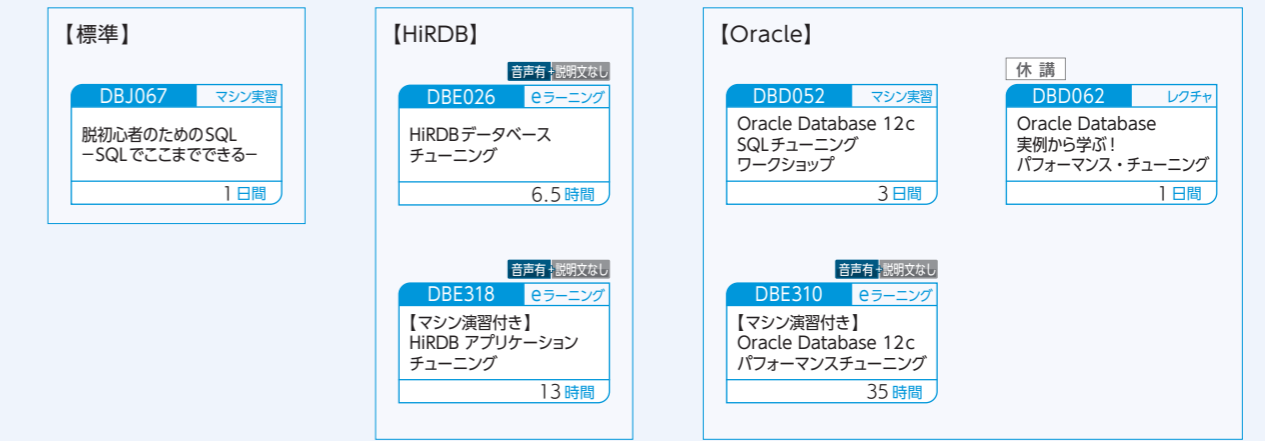 【標準】
DBJ067 マシン実習
脱初心者のためのSQL
－SQLでここまでできる－
1日間
【HiRDB】
音声有+説明文なし
DBE026 eラーニング
HiRDBデータベース
チューニング
6.5時間
音声有+説明文なし
DBE318 eラーニング
【マシン演習付き】
HiRDB アプリケーション
チューニング
13時間
【Oracle】
DBD052 マシン実習
Oracle Database 12c
SQLチューニング
ワークショップ
3日間
休 講
DBD062 レクチャ
Oracle Database
実例から学ぶ！
パフォーマンス・チューニング
1日間
音声有+説明文なし
DBE310 eラーニング
【マシン演習付き】
Oracle Database 12c
パフォーマンスチューニング
35時間